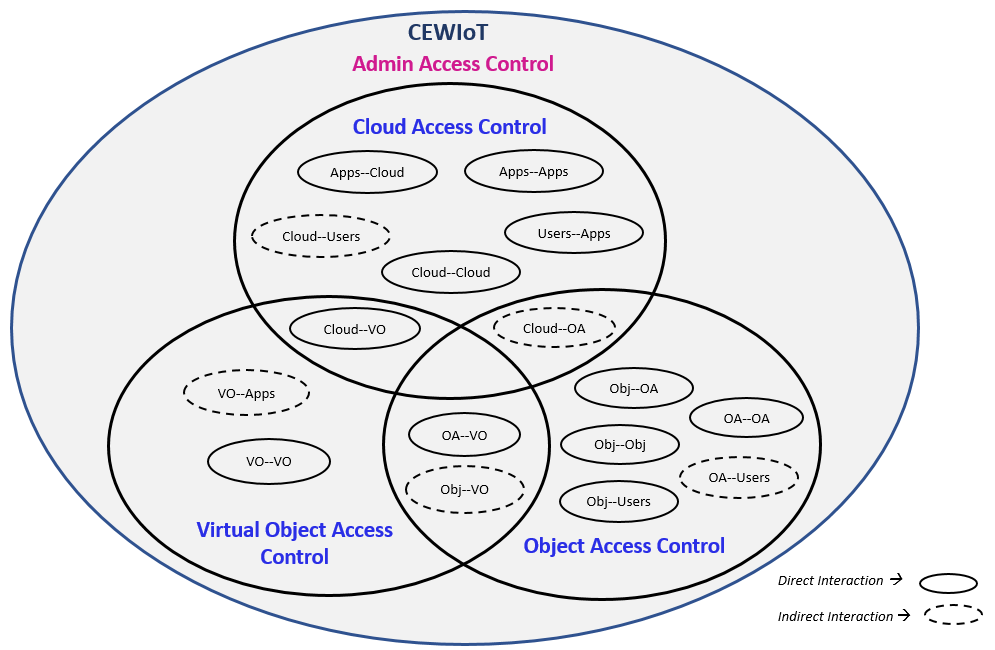 CEWIoT
Admin Access Control
Cloud Access Control
Apps--Cloud
Apps--Apps
Cloud--Users
Users--Apps
Cloud--Cloud
Cloud--VO
Cloud--OA
VO--Apps
Obj--OA
OA--OA
OA--VO
Obj--Obj
VO--VO
OA--Users
Obj--VO
Obj--Users
Virtual Object Access
Control
Object Access Control
Direct Interaction →
Indirect Interaction →